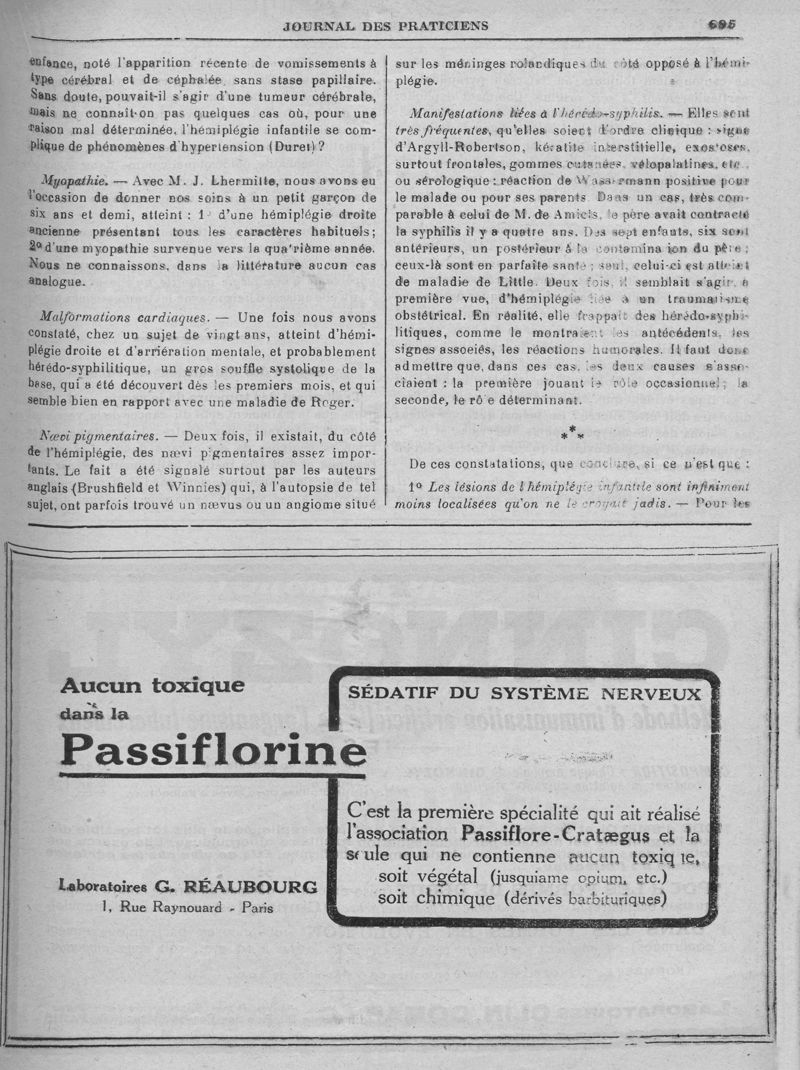 JOURNAL DES PRATICIENS
695
enfance, noté l'apparition récente de vomissements à
type cérébral et de céphalée, sans stase papillaire.
Sans doute, pouvait-il s'agir d'une tumeur cérébrale,
mais ne connaît-on pas quelques cas où, pour une
raison mal déterminée, l'hémiplégie infantile se com-
plique de phénomènes d'hypertension (Duret) ?
Myopathie. — Avec M. J. Lhermitte, nous avons eu
l'occasion de donner nos soins à un petit garçon de
six ans et demi, atteint : 1º d'une hémiplégie droite
ancienne présentant tous les caractères habituels ;
2º d'une myopathie survenue vers la quatrième année.
Nous ne connaissons, dans la littérature aucun cas
analogue.
Malformations cardiaques. — Une fois nous avons
constaté, chez un sujet de vingt ans, atteint d'hémi-
plégie droite et d'arriération mentale, et probablement
hérédo-syphilitique, un gros souffle systolique de la
base, qui a été découvert dès les premiers mois, et qui
semble bien en rapport avec une maladie de Roger.
Nœvi pigmentaires. — Deux fois, il existait, du côté
de l'hémiplégie, des nævi pigmentaires assez impor-
tants. Le fait a été signalé surtout par les auteurs
anglais (Brushfield et Winnies) qui, à l'autopsie de tel
sujet, ont parfois trouvé un nævus ou un angiome situé
sur les méninges rolandiques du côté opposé à l'hémi-
plégie.
Manifestations liées à l'hérédo-syphilis. — Elles sont
très fréquentes, qu'elles soient d'ordre clinique : signe
d'Argyll-Robertson, kératite interstitielle, exostoses,
surtout frontales, gommes cutanées, vélopalatines, etc.,
ou sérologique : réaction de Wassermann positive pour
le malade ou pour ses parents. Dans un cas, très com-
parable à celui de M. de Amicis, le père avait contracté
la syphilis il y a quatre ans. Des sept enfants, six sont
antérieurs, un postérieur à la contamination du père ;
ceux-là sont en parfaite santé ; seul, celui-ci est atteint
de maladie de Little. Deux fois, il semblait s'agir, à
première vue, d'hémiplégie liée à un traumatisme
obstétrical. En réalité, elle frappait des hérédo-syphi-
litiques, comme le montraient les antécédents, les
signes associés, les réactions humorales. Il faut donc
admettre que, dans ces cas, les deux causes s'asso-
ciaient : la première jouant le rôle occasionnel ; la
seconde, le rôle déterminant.
* * *
De ces constatations, que conclure, si ce n'est que :
1º Les lésions de l'hémiplégie infantile sont infiniment
moins localisées qu'on ne le croyait jadis. — Pour les
Aucun toxique
dans la
Passiflorine
Laboratoires G. RÉAUBOURG
1, Rue Raynouard - Paris
SÉDATIF DU SYSTÈME NERVEUX
C'est la première spécialité qui ait réalisé
l'association Passiflore-Cratægus et la
seule qui ne contienne aucun toxique,
soit végétal (jusquiame opium, etc.)
soit chimique (dérivés barbituriques)